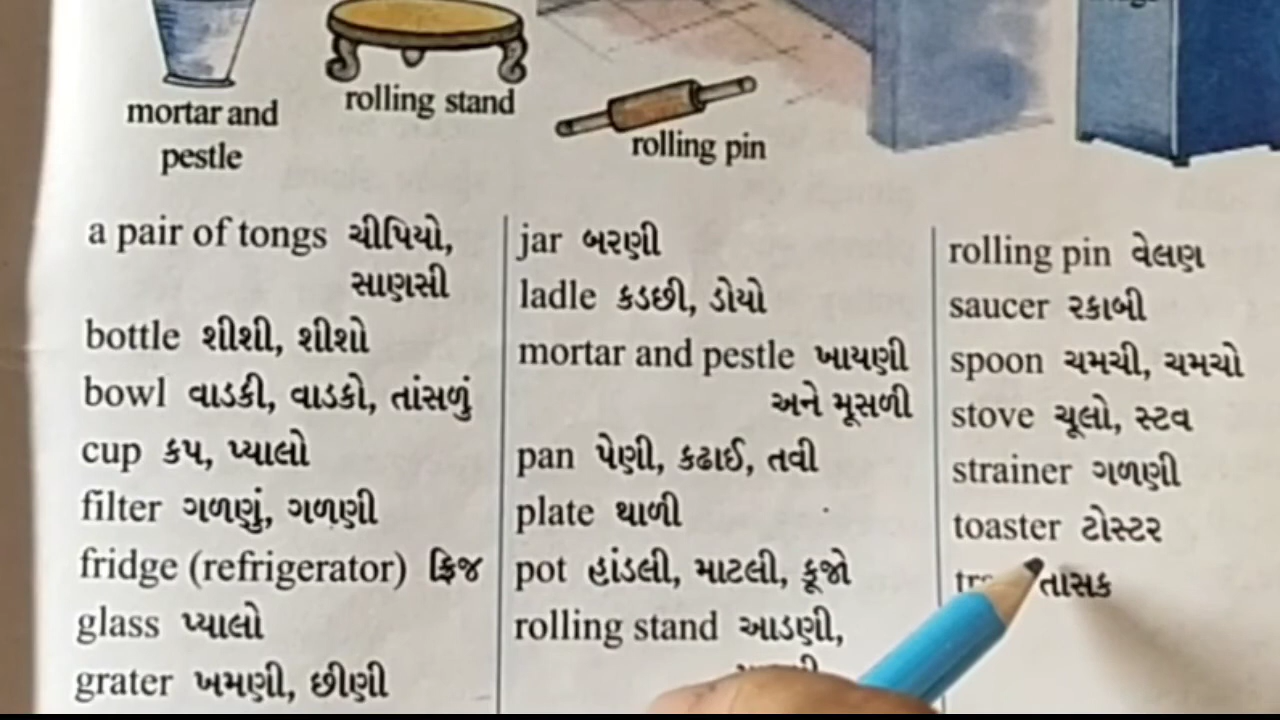 mortar and
pestle
rolling stand
rolling pin
a pair of tongs ચીપિયો,
સાણસી
bottle શીશી, શીશો
bowl વાડકી, વાડકો, તાંસળું
cup કપ, પ્યાલો
filter ગળણું, ગળણી
fridge (refrigerator) ફ્રિજ
glass પ્યાલો
grater ખમણી, છીણી
jar બરણી
ladle કડછી, ડોયો
mortar and pestle ખાયણી
અને મૂસળી
pan પેણી, કઢાઈ, તવી
plate થાળી
pot હાંડલી, માટલી, કૂજો
rolling stand આડણી,
rolling pin વેલણ
saucer રકાબી
spoon ચમચી, ચમચો
stove ચૂલો, સ્ટવ
strainer ગળણી
toaster ટોસ્ટર
તાસક